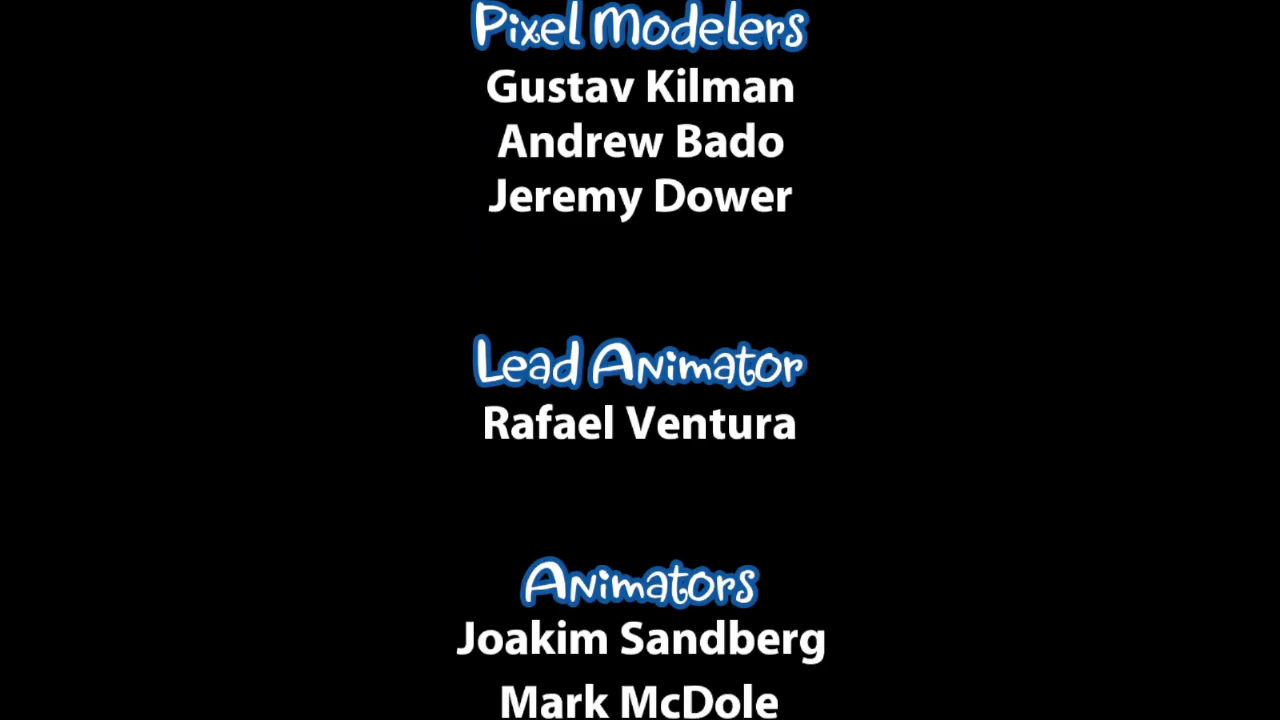 Pixel Modelers
Gustav Kilman
Andrew Bado
Jeremy Dower
Lead Animator
Rafael Ventura
Animators
Joakim Sandberg
Mark McDole